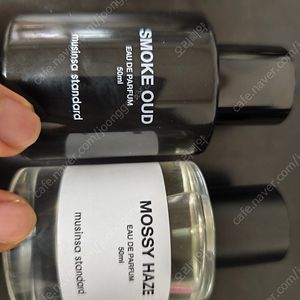 SMOKE OUD
EAU DE PARFUM
50ml
musinsa standard
MOSSY HAZE
EAU DE PARFUM
50ml
musinsa standard